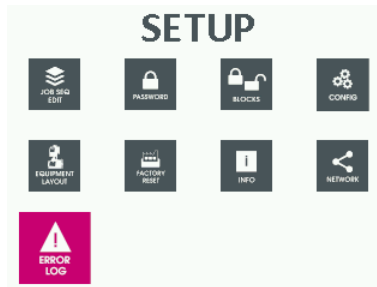 SETUP
JOB SEQ
EDIT
PASSWORD
BLOCKS
CONFIG
EQUIPMENT
LAYOUT
FACTORY
RESET
i
INFO
NETWORK
!
ERROR
LOG